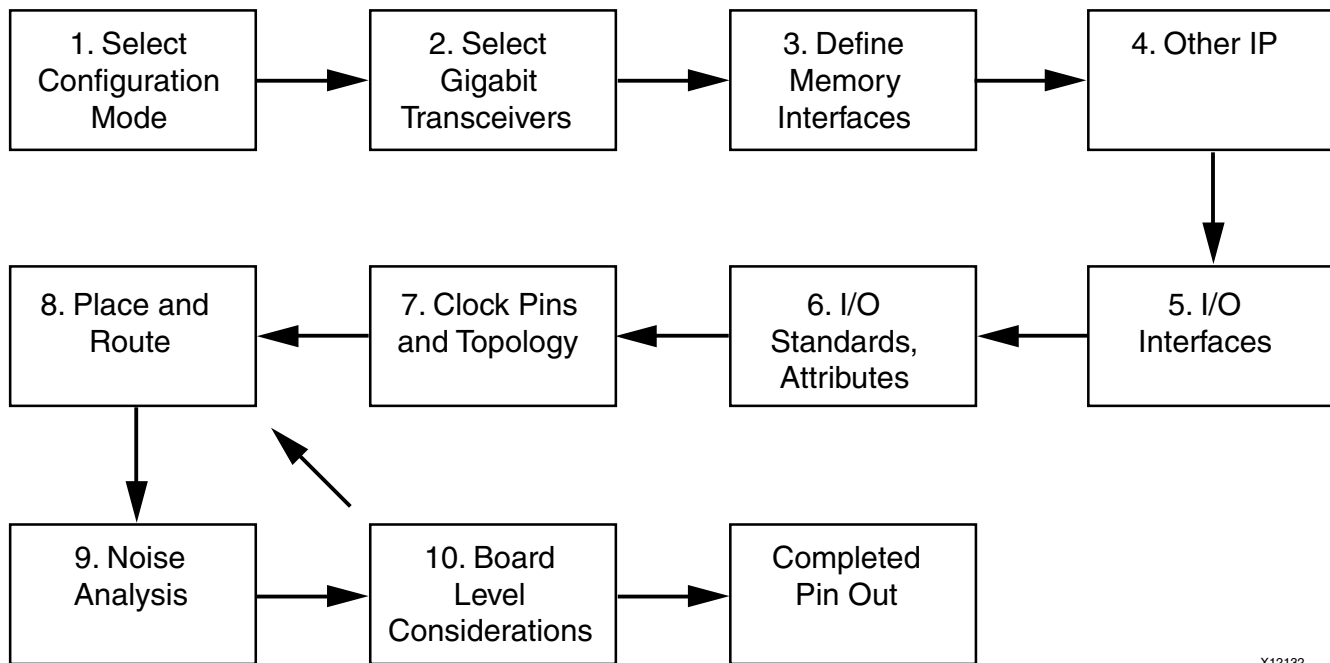 1. Select
Configuration
Mode
2. Select
Gigabit
Transceivers
3. Define
Memory
Interfaces
4. Other IP
5. I/O
Interfaces
6. I/O
Standards,
Attributes
7. Clock Pins
and Topology
8. Place and
Route
9. Noise
Analysis
10. Board
Level
Considerations
Completed
Pin Out
X12132